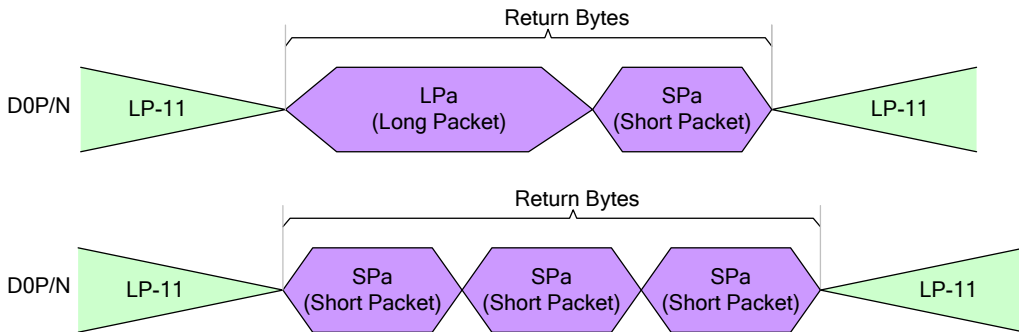 Return Bytes
D0P/N
LP-11
LPa
(Long Packet)
SPa
(Short Packet)
LP-11
Return Bytes
D0P/N
LP-11
SPa
(Short Packet)
SPa
(Short Packet)
SPa
(Short Packet)
LP-11